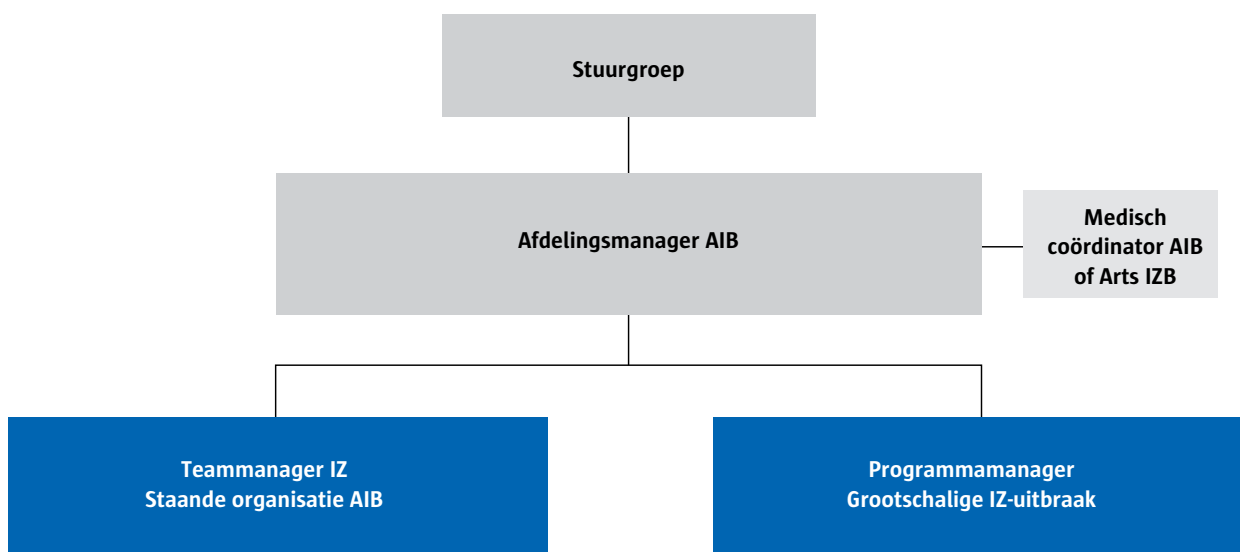 Stuurgroep
Afdelingsmanager AIB
Medisch
coördinator AIB
of Arts IZB
Teammanager IZ
Staande organisatie AIB
Programmamanager
Grootschalige IZ-uitbraak